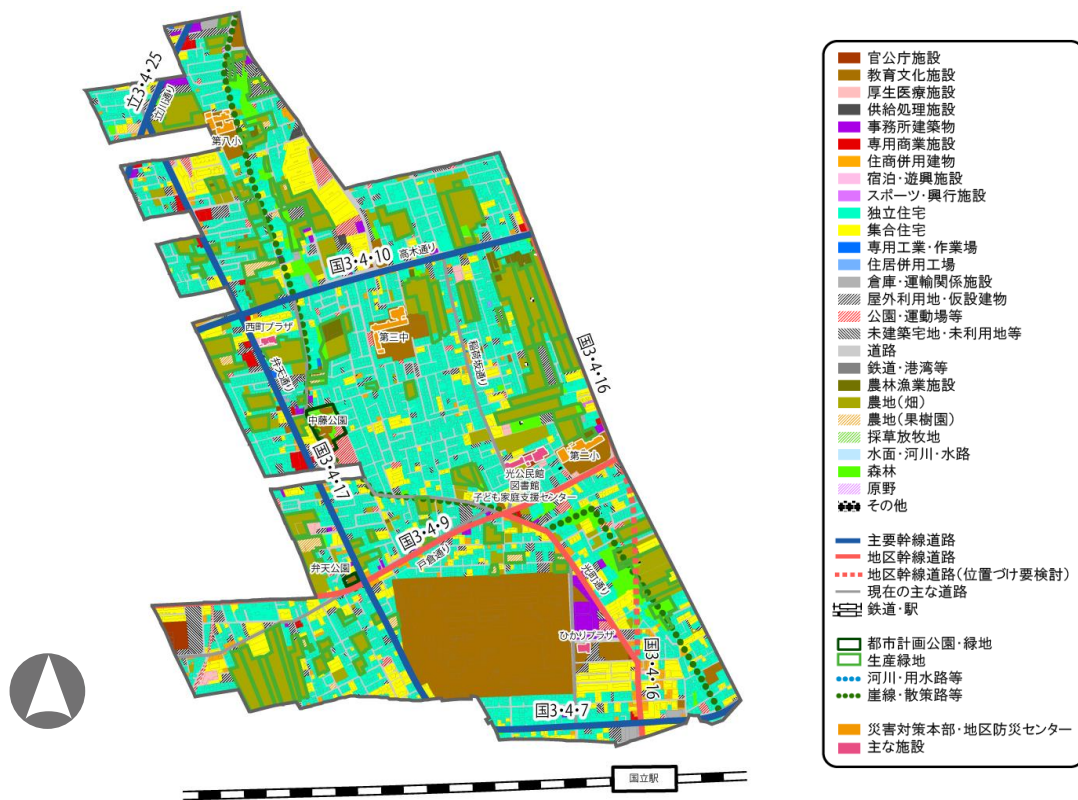 立3・4・25
立川通り
第八小
国3・4・10
高木通り
西町プラザ
弁天通り
第三中
稲荷坂通り
国3・4・16
中藤公園
国3・4・17
第二小
光公民館
図書館
子ども家庭支援センター
国3・4・9
戸倉通り
弁天公園
光町通り
ひかりプラザ
国3・4・16
国3・4・7
国立駅
官公庁施設
教育文化施設
厚生医療施設
供給処理施設
事務所建築物
専用商業施設
住商併用建物
宿泊・遊興施設
スポーツ・興行施設
独立住宅
集合住宅
専用工業・作業場
住居併用工場
倉庫・運輸関係施設
屋外利用地・仮設建物
公園・運動場等
未建築宅地・未利用地等
道路
鉄道・港湾等
農林漁業施設
農地(畑)
農地(果樹園)
採草放牧地
水面・河川・水路
森林
原野
その他
主要幹線道路
地区幹線道路
地区幹線道路(位置づけ要検討)
現在の主な道路
鉄道・駅
都市計画公園・緑地
生産緑地
河川・用水路等
崖線・散策路等
災害対策本部・地区防災センター
主な施設